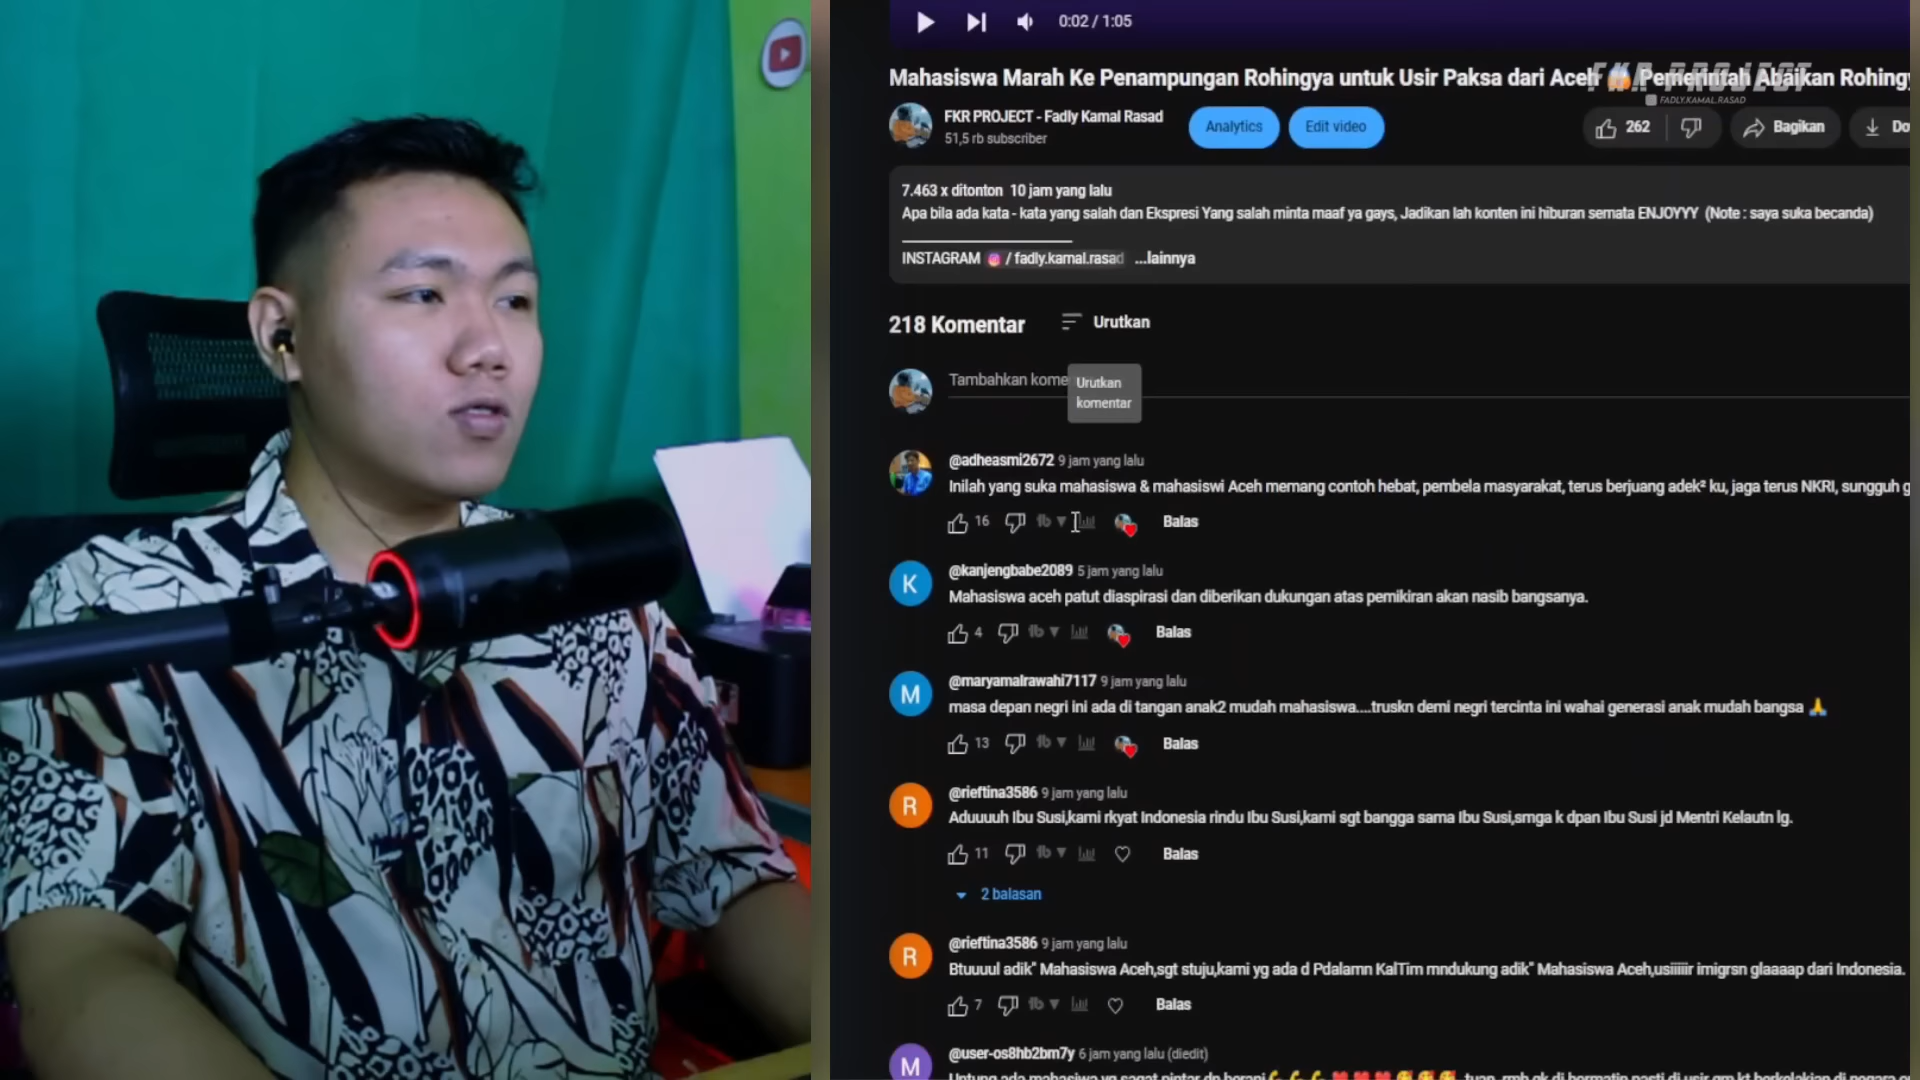 0:02 / 1:05
Mahasiswa Marah Ke Penampungan Rohingya untuk Usir Paksa dari Aceh Pemerintah Abaikan Rohingy
FKR PROJECT
FADLY.KAMAL.RASAD
FKR PROJECT - Fadly Kamal Rasad
51,5 rb subscriber
Analytics
Edit video
262
Bagikan
Do
7.463 x ditonton 10 jam yang lalu
Apa bila ada kata - kata yang salah dan Ekspresi Yang salah minta maaf ya gays, Jadikan lah konten ini hiburan semata ENJOYYY (Note : saya suka becanda)
INSTAGRAM / fadly.kamal.rasad ...lainnya
218 Komentar
Urutkan
Tambahkan kome
Urutkan
komentar
@adheasmi2672 9 jam yang lalu
Inilah yang suka mahasiswa & mahasiswi Aceh memang contoh hebat, pembela masyarakat, terus berjuang adek² ku, jaga terus NKRI, sungguh g
16
Balas
K
@kanjengbabe2089 5 jam yang lalu
Mahasiswa aceh patut diaspirasi dan diberikan dukungan atas pemikiran akan nasib bangsanya.
4
Balas
M
@maryamalrawahi7117 9 jam yang lalu
masa depan negri ini ada di tangan anak2 mudah mahasiswa....truskn demi negri tercinta ini wahai generasi anak mudah bangsa 🙏
13
Balas
R
@rieftina3586 9 jam yang lalu
Aduuuuh Ibu Susi,kami rkyat Indonesia rindu Ibu Susi,kami sgt bangga sama Ibu Susi,smga k dpan Ibu Susi jd Mentri Kelautn lg.
11
Balas
2 balasan
R
@rieftina3586 9 jam yang lalu
Btuuuul adik" Mahasiswa Aceh,sgt stuju,kami yg ada d Pdalamn KalTim mndukung adik" Mahasiswa Aceh,usiiiiir imigrsn glaaaap dari Indonesia.
7
Balas
M
@user-os8hb2bm7y 6 jam yang lalu (diedit)